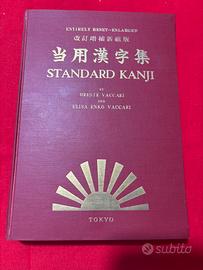 ENTIRELY RESET—ENLARGED
改訂増補新組版
当用漢字集
STANDARD KANJI
BY
ORESTE VACCARI
AND
ELISA ENKO VACCARI
TOKYO
subito